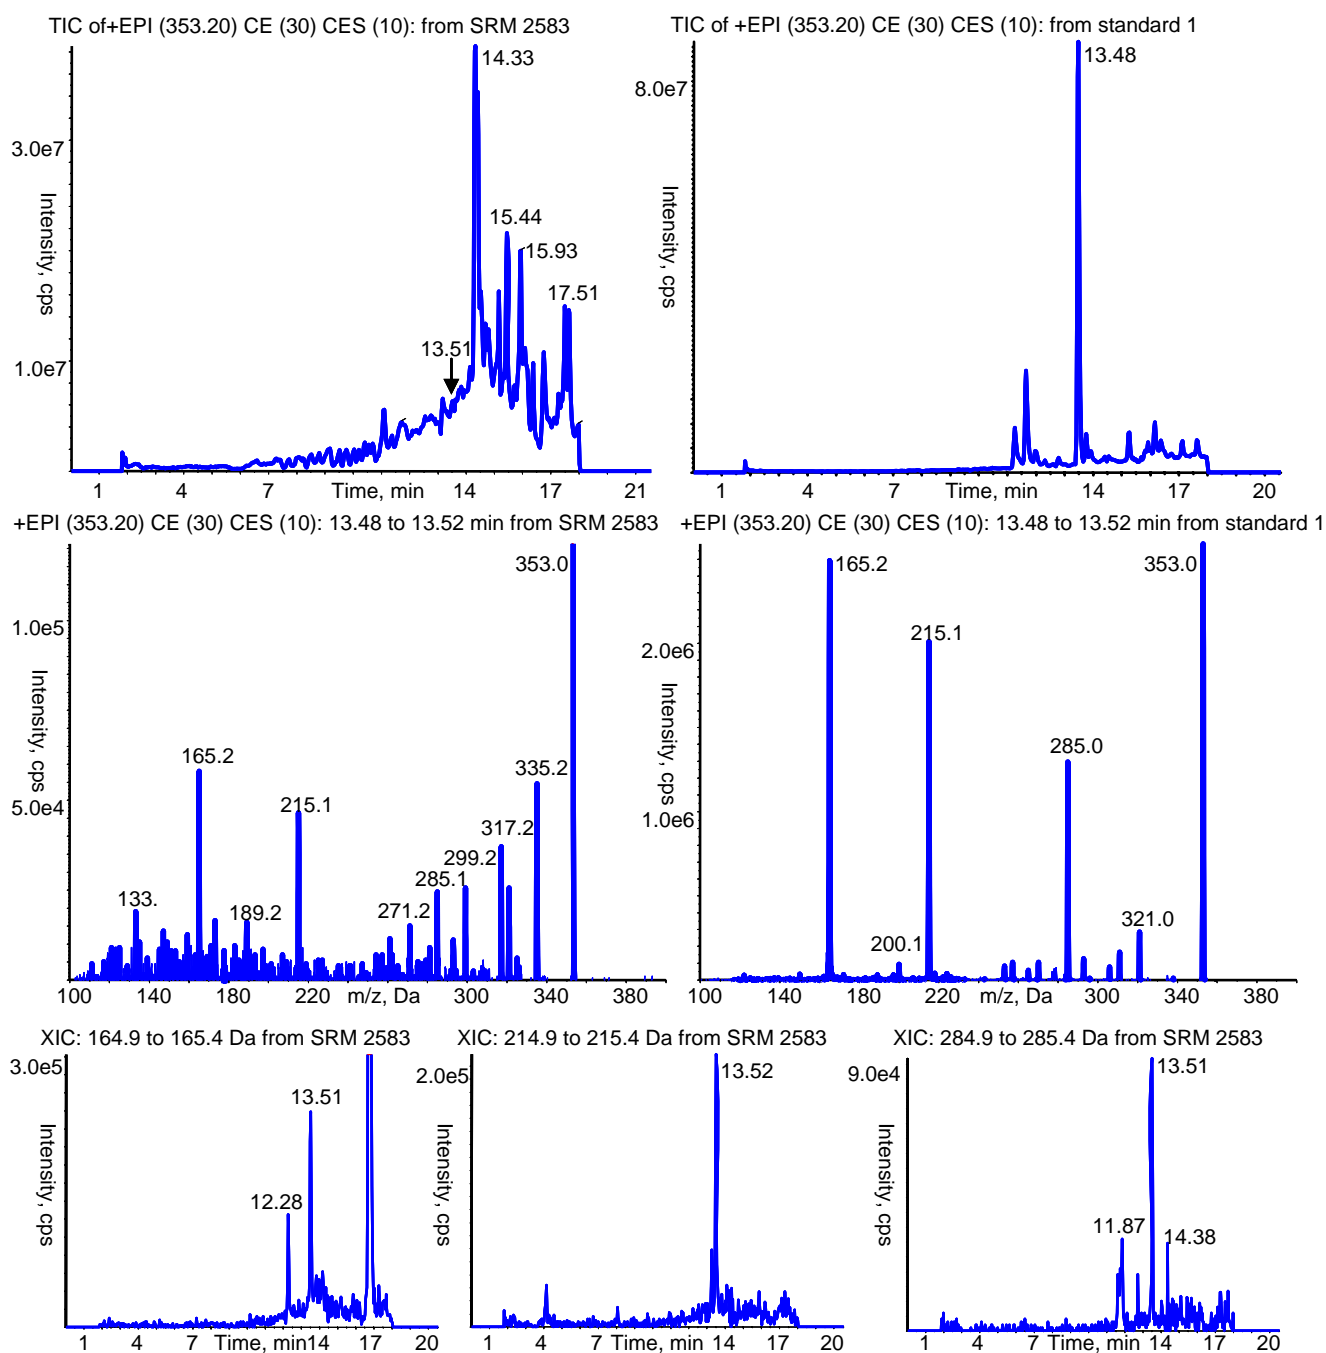 TIC of+EPI (353.20) CE (30) CES (10): from SRM 2583
14.33
3.0e7
15.44
15.93
17.51
13.51
1.0e7
Intensity, cps
1 4 7 Time, min 14 17 21
TIC of +EPI (353.20) CE (30) CES (10): from standard 1
13.48
8.0e7
Intensity, cps
1 4 7 Time, min 14 17 20
+EPI (353.20) CE (30) CES (10): 13.48 to 13.52 min from SRM 2583
353.0
1.0e5
165.2
335.2
5.0e4
215.1
317.2
299.2
285.1
133.
189.2
271.2
Intensity, cps
100 140 180 220 m/z, Da 300 340 380
+EPI (353.20) CE (30) CES (10): 13.48 to 13.52 min from standard 1
165.2
353.0
215.1
2.0e6
285.0
1.0e6
321.0
200.1
Intensity, cps
100 140 180 220 m/z, Da 300 340 380
XIC: 164.9 to 165.4 Da from SRM 2583
3.0e5
13.51
12.28
Intensity, cps
1 4 7 Time, min14 17 20
XIC: 214.9 to 215.4 Da from SRM 2583
2.0e5
13.52
Intensity, cps
1 4 7 Time, min 14 17 20
XIC: 284.9 to 285.4 Da from SRM 2583
9.0e4
13.51
11.87
14.38
Intensity, cps
1 4 7 Time, min 14 17 20